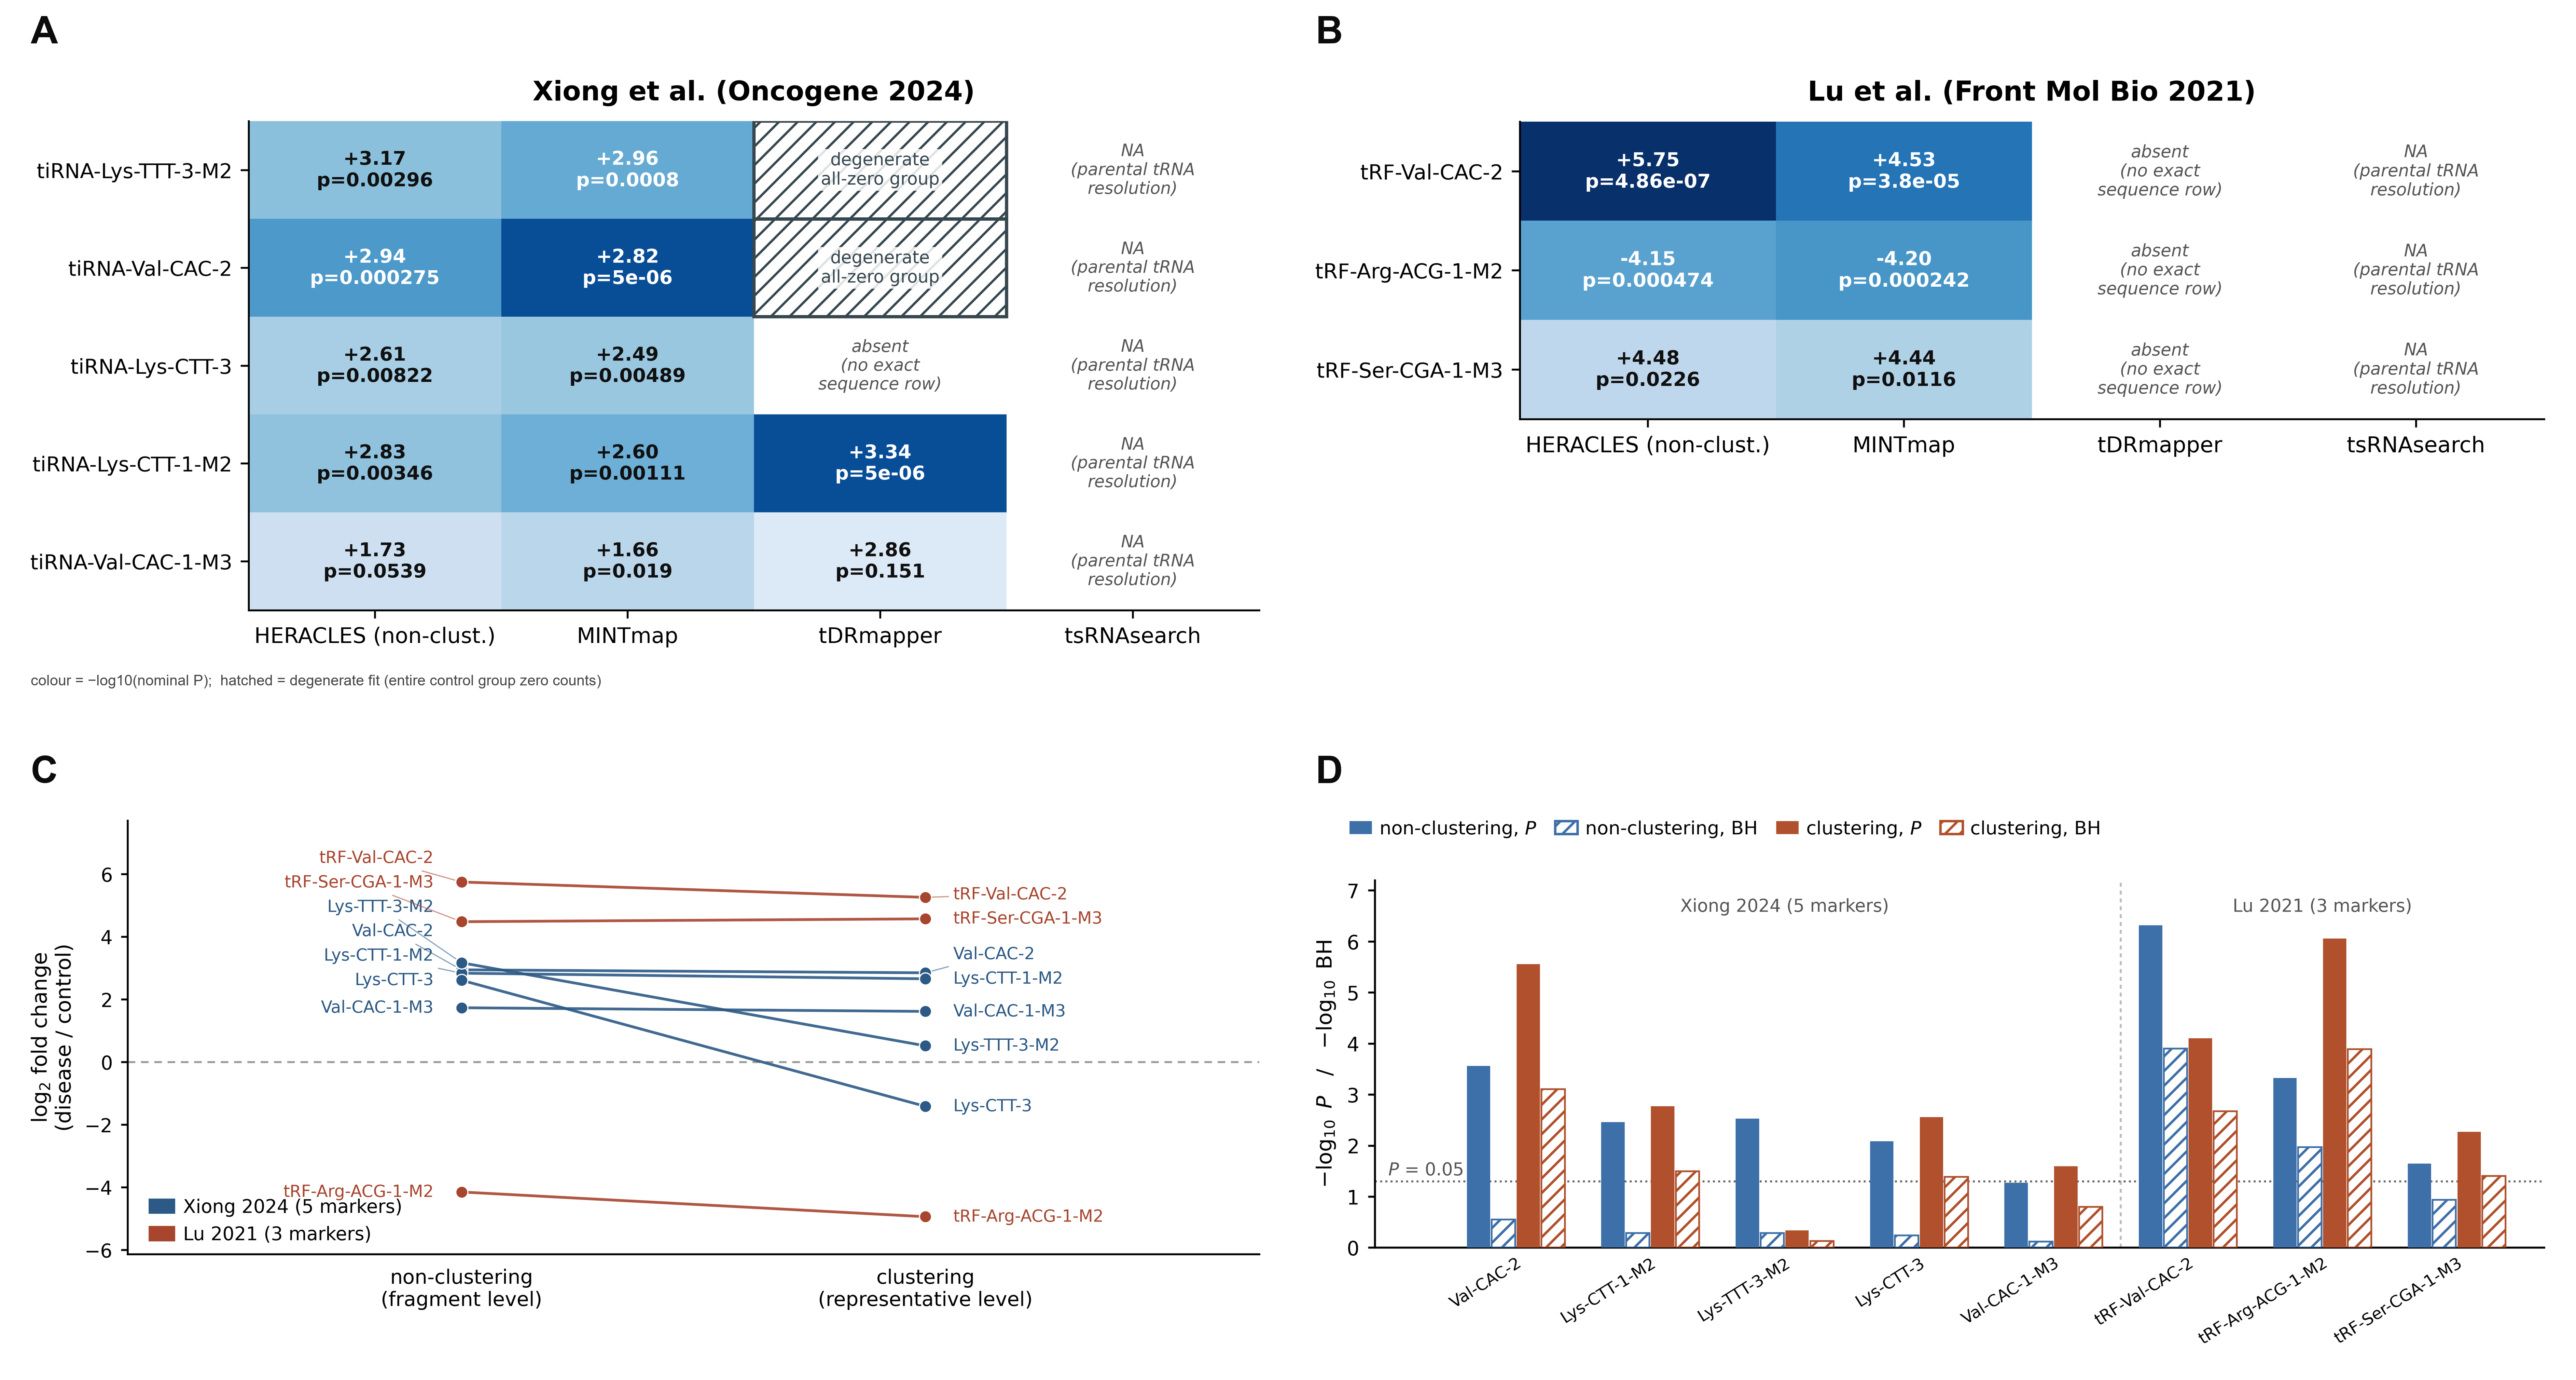 A
Xiong et al. (Oncogene 2024)
tiRNA-Lys-TTT-3-M2
+3.17
p=0.00296
+2.96
p=0.0008
degenerate
all-zero group
NA
(parental tRNA
resolution)
tiRNA-Val-CAC-2
+2.94
p=0.000275
+2.82
p=5e-06
degenerate
all-zero group
NA
(parental tRNA
resolution)
tiRNA-Lys-CTT-3
+2.61
p=0.00822
+2.49
p=0.00489
absent
(no exact
sequence row)
NA
(parental tRNA
resolution)
tiRNA-Lys-CTT-1-M2
+2.83
p=0.00346
+2.60
p=0.00111
+3.34
p=5e-06
NA
(parental tRNA
resolution)
tiRNA-Val-CAC-1-M3
+1.73
p=0.0539
+1.66
p=0.019
+2.86
p=0.151
NA
(parental tRNA
resolution)
HERACLES (non-clust.)
MINTmap
tDRmapper
tsRNAsearch
colour = −log10(nominal P);  hatched = degenerate fit (entire control group zero counts)
B
Lu et al. (Front Mol Bio 2021)
tRF-Val-CAC-2
+5.75
p=4.86e-07
+4.53
p=3.8e-05
absent
(no exact
sequence row)
NA
(parental tRNA
resolution)
tRF-Arg-ACG-1-M2
-4.15
p=0.000474
-4.20
p=0.000242
absent
(no exact
sequence row)
NA
(parental tRNA
resolution)
tRF-Ser-CGA-1-M3
+4.48
p=0.0226
+4.44
p=0.0116
absent
(no exact
sequence row)
NA
(parental tRNA
resolution)
HERACLES (non-clust.)
MINTmap
tDRmapper
tsRNAsearch
C
log₂ fold change
(disease / control)
6
4
2
0
−2
−4
−6
tRF-Val-CAC-2
tRF-Ser-CGA-1-M3
Lys-TTT-3-M2
Val-CAC-2
Lys-CTT-1-M2
Lys-CTT-3
Val-CAC-1-M3
tRF-Arg-ACG-1-M2
tRF-Val-CAC-2
tRF-Ser-CGA-1-M3
Val-CAC-2
Lys-CTT-1-M2
Val-CAC-1-M3
Lys-TTT-3-M2
Lys-CTT-3
tRF-Arg-ACG-1-M2
Xiong 2024 (5 markers)
Lu 2021 (3 markers)
non-clustering
(fragment level)
clustering
(representative level)
D
non-clustering, P
non-clustering, BH
clustering, P
clustering, BH
−log₁₀ P / −log₁₀ BH
7
6
5
4
3
2
1
0
Xiong 2024 (5 markers)
Lu 2021 (3 markers)
P = 0.05
Val-CAC-2
Lys-CTT-1-M2
Lys-TTT-3-M2
Lys-CTT-3
Val-CAC-1-M3
tRF-Val-CAC-2
tRF-Arg-ACG-1-M2
tRF-Ser-CGA-1-M3